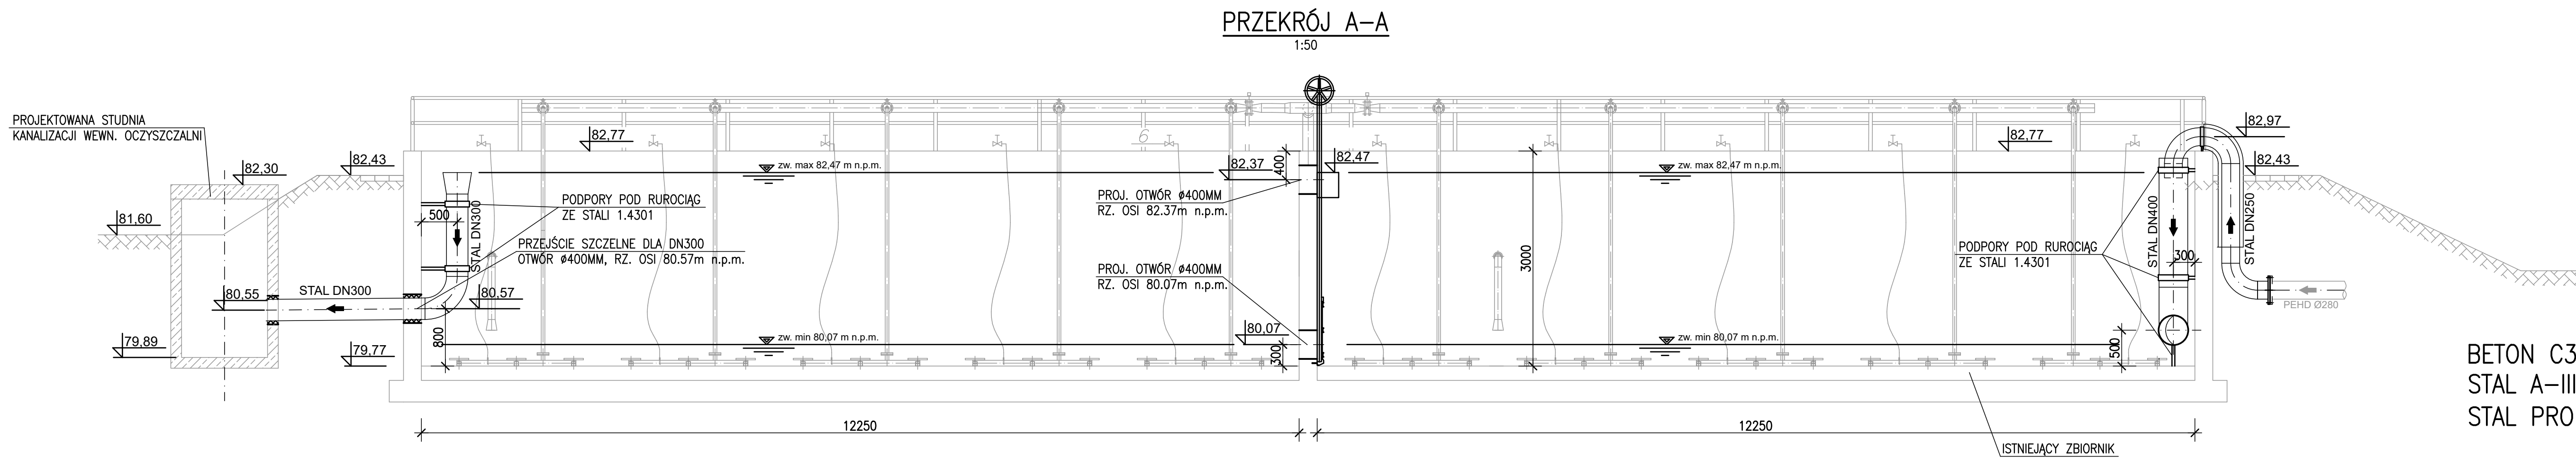 PRZEKRÓJ A-A
1:50
PROJEKTOWANA STUDNIA
KANALIZACJI WEWN. OCZYSZCZALNI
82,30
82,43
81,60
80,55
79,89
79,77
STAL DN300
82,77
500
STAL DN300
PODPORY POD RUROCIĄG
ZE STALI 1.4301
PRZEJŚCIE SZCZELNE DLA DN300
OTWÓR ø400MM, RZ. OSI 80.57m n.p.m.
80,57
800
zw. max 82,47 m n.p.m.
zw. min 80,07 m n.p.m.
6
82,37
400
82,47
PROJ. OTWÓR ø400MM
RZ. OSI 82.37m n.p.m.
PROJ. OTWÓR ø400MM
RZ. OSI 80.07m n.p.m.
80,07
300
3000
zw. max 82,47 m n.p.m.
zw. min 80,07 m n.p.m.
82,77
PODPORY POD RUROCIĄG
ZE STALI 1.4301
STAL DN400
300
500
STAL DN250
82,97
82,43
PEHD Ø280
12250
12250
ISTNIEJĄCY ZBIORNIK
BETON C3
STAL A-III
STAL PRO